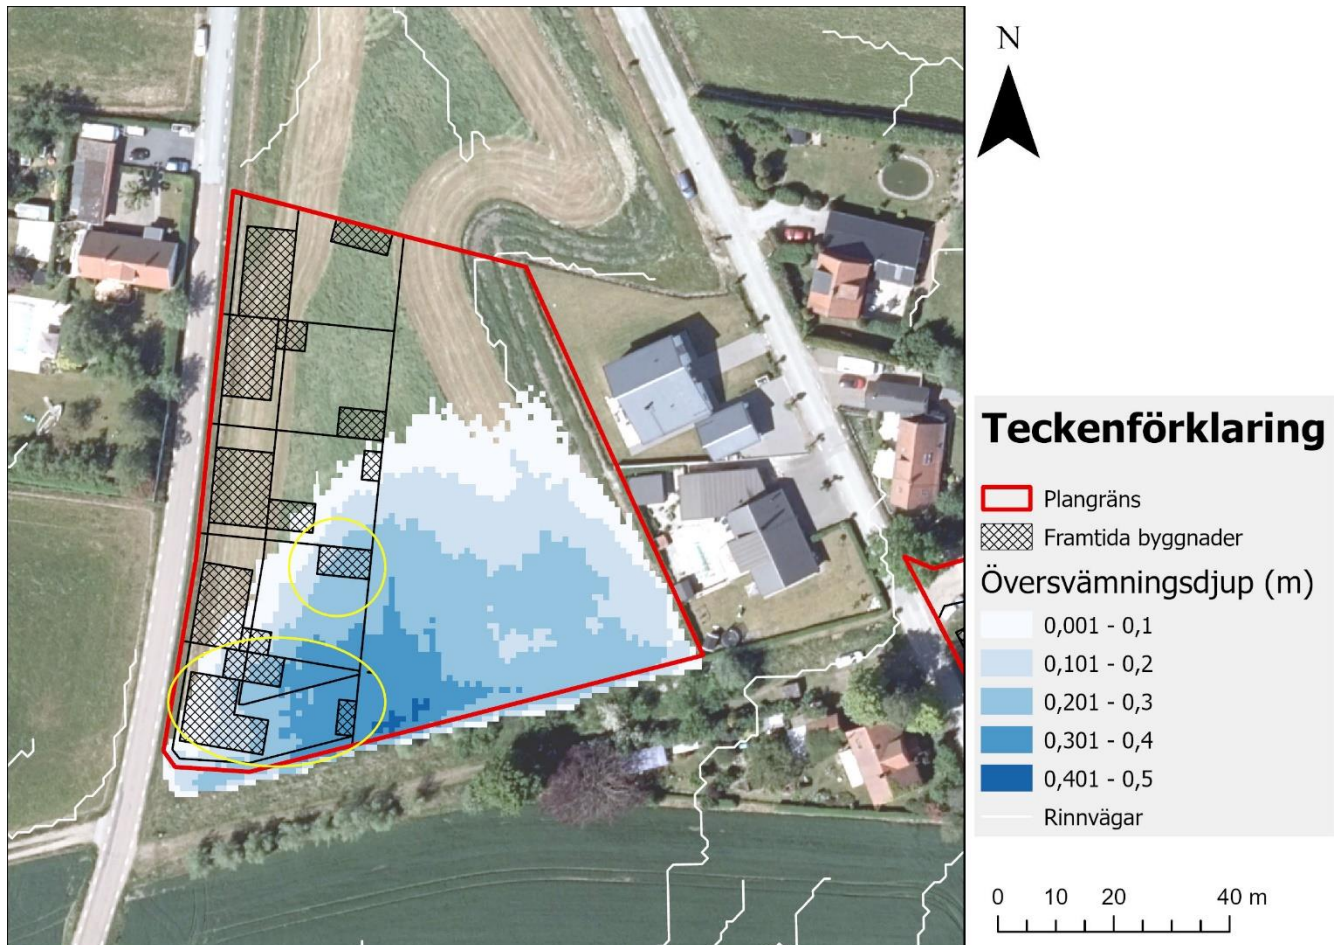 N
Teckenförklaring
Plangräns
Framtida byggnader
Översvämningsdjup (m)
0,001 - 0,1
0,101 - 0,2
0,201 - 0,3
0,301 - 0,4
0,401 - 0,5
Rinnvägar
0 10 20 40 m